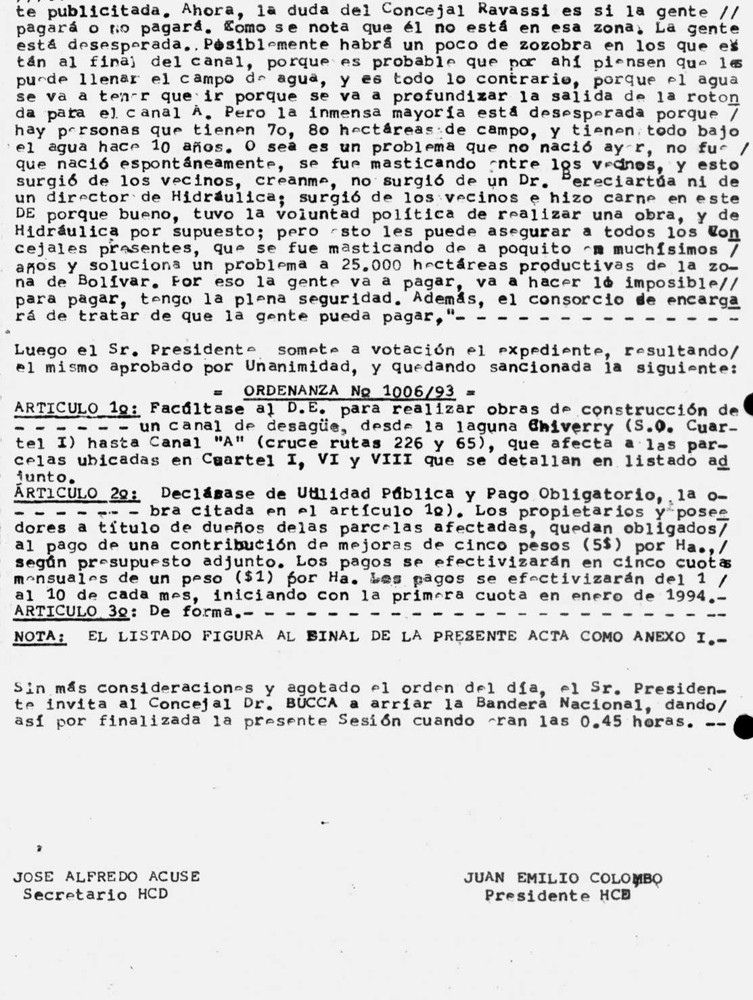 te publicitada. Ahora, la duda del Concejal Ravassi es si la gente //
pagará o no pagará. Como se nota que él no está en esa zona. La gente
está desesperada.. Posiblemente habrá un poco de zozobra en los que es
tán al final del canal, porque es probable que por ahí piensen que les
puede llenar el campo de agua, y es todo lo contrario, porque el agua
se va a tener que ir porque se va a profundizar la salida de la roton
da para el canal A. Pero la inmensa mayoría está desesperada porque /
hay personas que tienen 7o, 8o hectáreas de campo, y tienen todo bajo
el agua hace 10 años. O sea es un problema que no nació ayer, no fue /
que nació espontáneamente, se fue masticando entre los vecinos, y esto
surgió de los vecinos, creanme, no surgió de un Dr. Bereciartúa ni de
un director de Hidráulica; surgió de los vecinos e hizo carne en este
DE porque bueno, tuvo la voluntad política de realizar una obra, y de
Hidráulica por supuesto; pero esto les puede asegurar a todos los Con
cejales presentes, que se fue masticando de a poquito en muchísimos /
años y soluciona un problema a 25.000 hectáreas productivas de la zo-
na de Bolívar. Por eso la gente va a pagar, va a hacer lo imposible//
para pagar, tengo la plena seguridad. Además, el consorcio se encarga
rá de tratar de que la gente pueda pagar,"- - - - - - - - - - - - - -
Luego el Sr. Presidente somete a votación el expediente, resultando/
el mismo aprobado por Unanimidad, y quedando sancionada la siguiente:
= ORDENANZA Nº 1006/93 =
ARTICULO 1º: Facúltase al D.E. para realizar obras de construcción de
- - - - - - un canal de desagüe, desde la laguna Chiverry (S.O. Cuar-
tel I) hasta Canal "A" (cruce rutas 226 y 65), que afecta a las par-
celas ubicadas en Cuartel I, VI y VIII que se detallan en listado ad
junto.
ARTICULO 2º: Declárase de Utilidad Pública y Pago Obligatorio, la o-
- - - - - - - bra citada en el artículo 1º). Los propietarios y posee
dores a título de dueños delas parcelas afectadas, quedan obligados/
al pago de una contribución de mejoras de cinco pesos (5$) por Ha.,/
según presupuesto adjunto. Los pagos se efectivizarán en cinco cuotas
mensuales de un peso ($1) por Ha. Los pagos se efectivizarán del 1 /
al 10 de cada mes, iniciando con la primera cuota en enero de 1994.-
ARTICULO 3º: De forma.- - - - - - - - - - - - - - - - - - - - - - --
NOTA: EL LISTADO FIGURA AL FINAL DE LA PRESENTE ACTA COMO ANEXO I.-
Sin más consideraciones y agotado el orden del día, el Sr. Presiden-
te invita al Concejal Dr. BUCCA a arriar la Bandera Nacional, dando/
así por finalizada la presente Sesión cuando eran las 0.45 horas. --
JOSE ALFREDO ACUSE
Secretario HCD
JUAN EMILIO COLOMBO
Presidente HCD